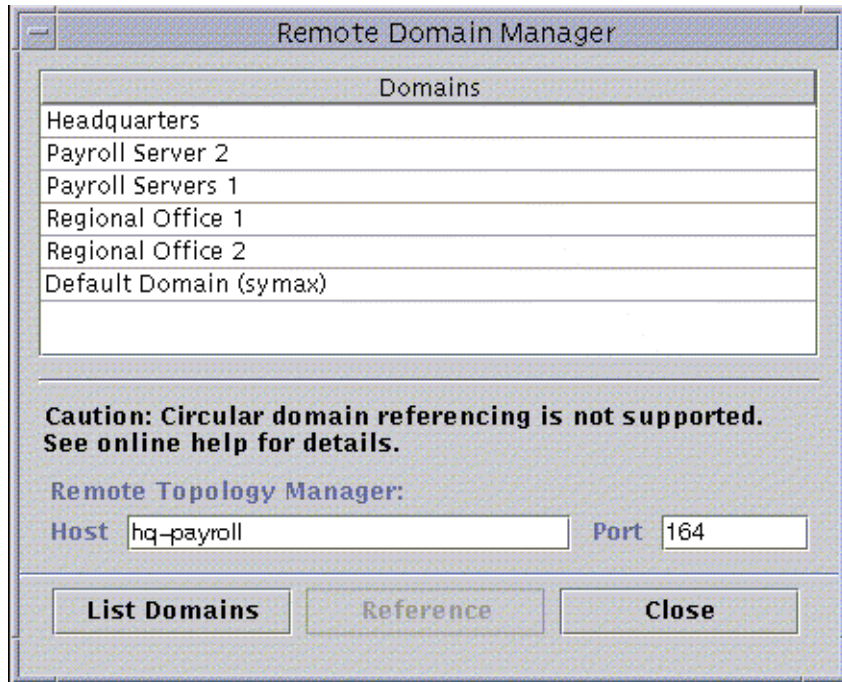 Remote Domain Manager
Domains
Headquarters
Payroll Server 2
Payroll Servers 1
Regional Office 1
Regional Office 2
Default Domain (symax)
Caution: Circular domain referencing is not supported.
See online help for details.
Remote Topology Manager:
Host hq-payroll Port 164
List Domains Reference Close